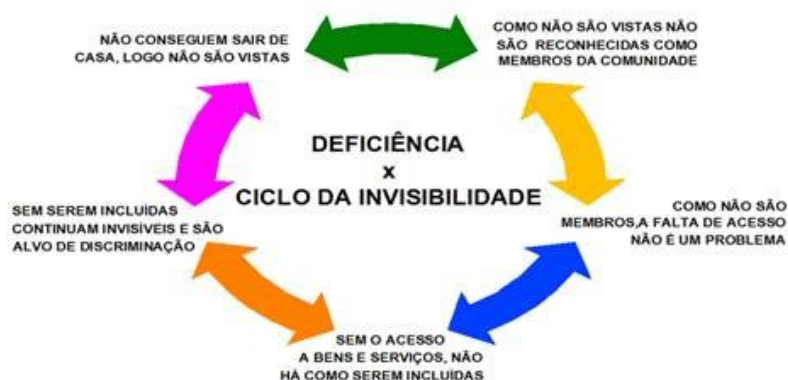 NÃO CONSEGUEM SAIR DE
CASA, LOGO NÃO SÃO VISTAS
COMO NÃO SÃO VISTAS NÃO
SÃO RECONHECIDAS COMO
MEMBROS DA COMUNIDADE
DEFICIÊNCIA
x
CICLO DA INVISIBILIDADE
COMO NÃO SÃO
MEMBROS,A FALTA DE ACESSO
NÃO É UM PROBLEMA
SEM O ACESSO
A BENS E SERVIÇOS, NÃO
HÁ COMO SEREM INCLUÍDAS
SEM SEREM INCLUÍDAS
CONTINUAM INVISÍVEIS E SÃO
ALVO DE DISCRIMINAÇÃO